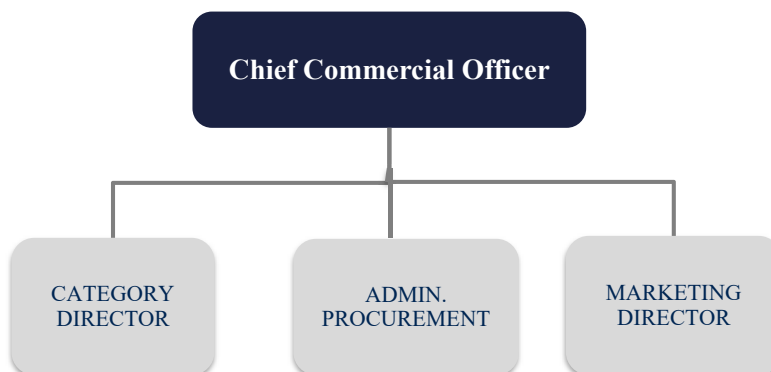 Chief Commercial Officer
CATEGORY
DIRECTOR
ADMIN.
PROCUREMENT
MARKETING
DIRECTOR